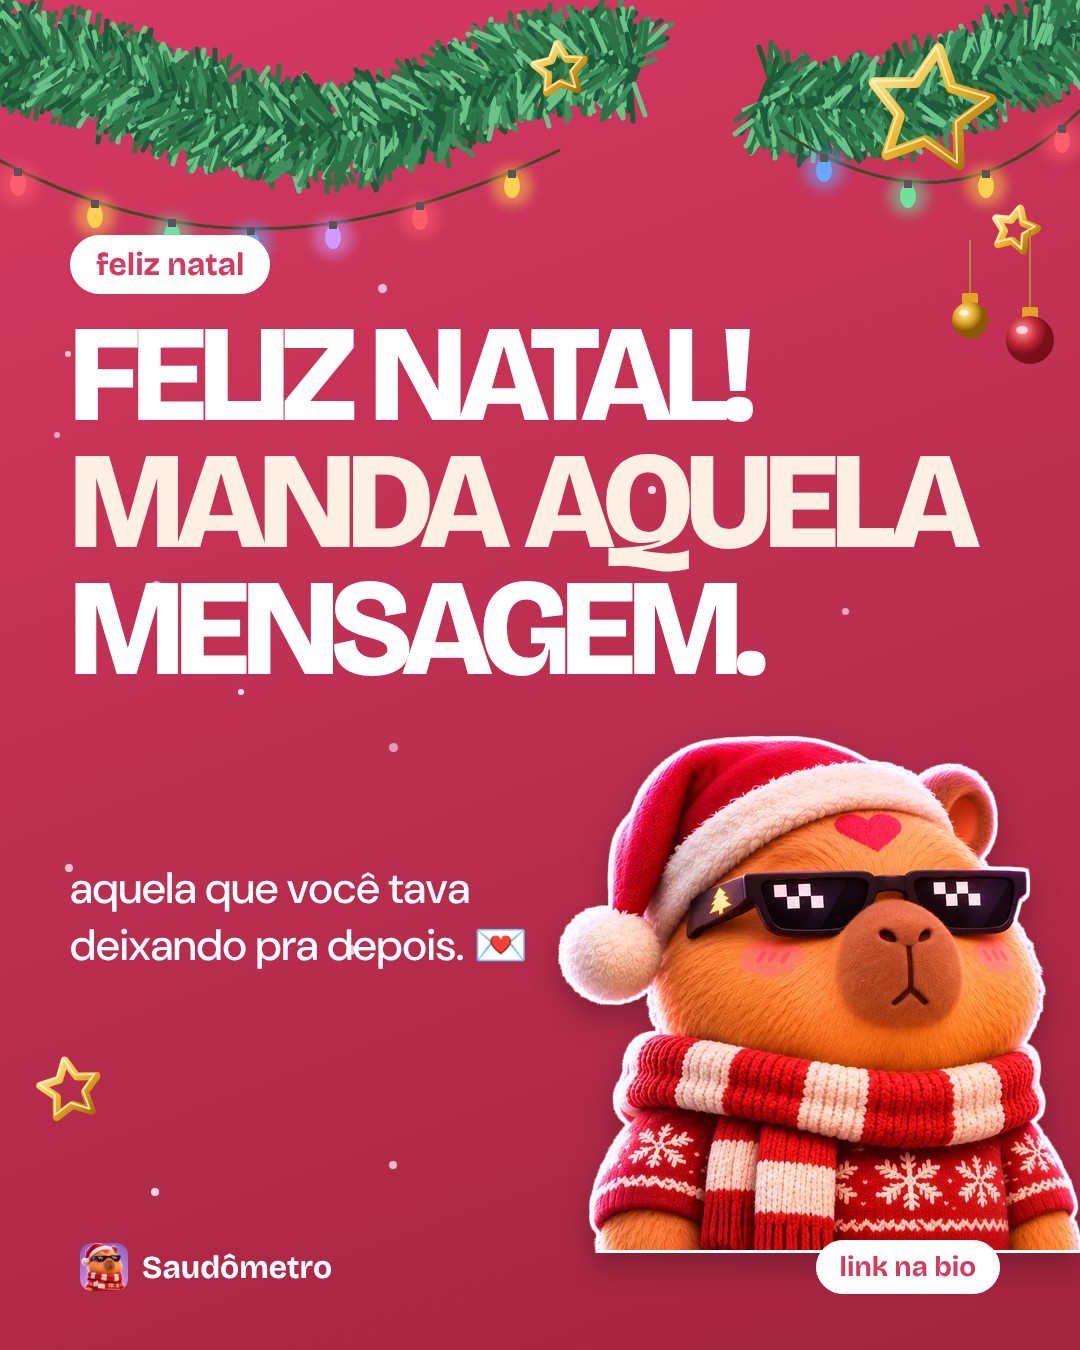 feliz natal
FELIZ NATAL!
MANDA AQUELA
MENSAGEM.
aquela que você tava
deixando pra depois. 💌
Saudômetro
link na bio